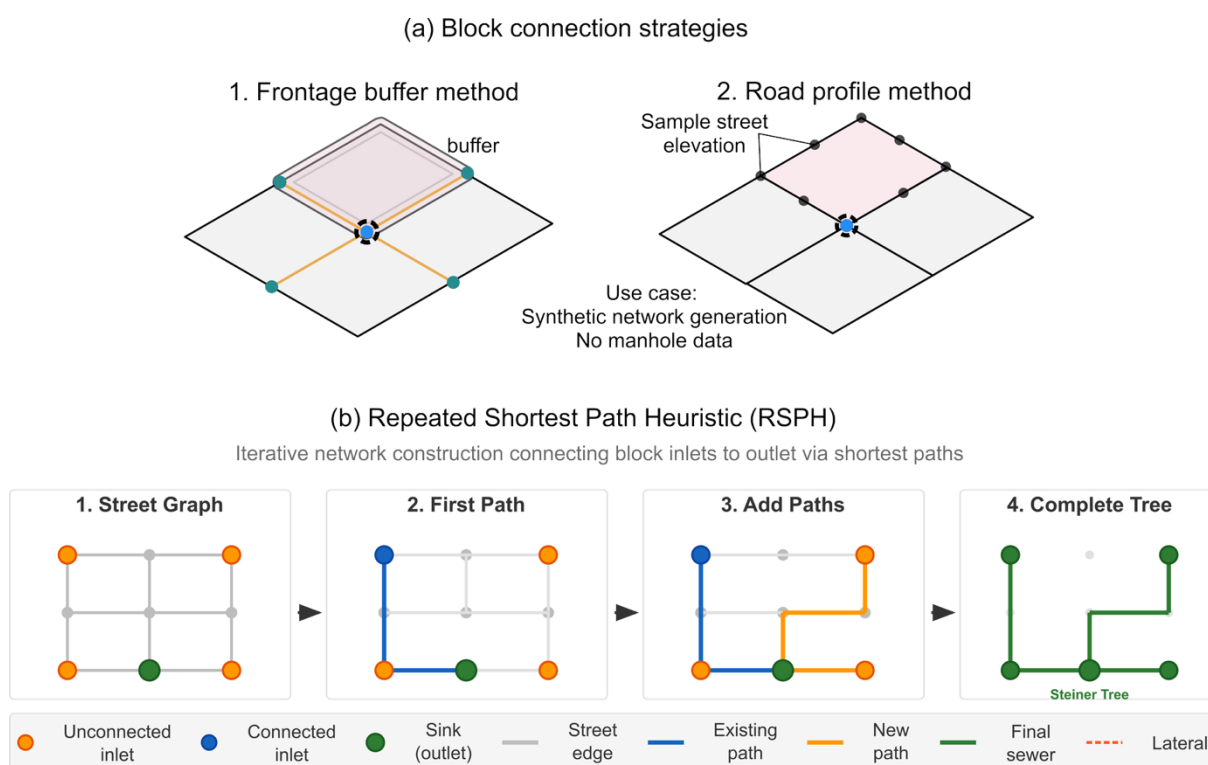 (a) Block connection strategies
1. Frontage buffer method
buffer
2. Road profile method
Sample street
elevation
Use case:
Synthetic network generation
No manhole data
(b) Repeated Shortest Path Heuristic (RSPH)
Iterative network construction connecting block inlets to outlet via shortest paths
1. Street Graph
2. First Path
3. Add Paths
4. Complete Tree
Steiner Tree
Unconnected
inlet
Connected
inlet
Sink
(outlet)
Street
edge
Existing
path
New
path
Final
sewer
Lateral